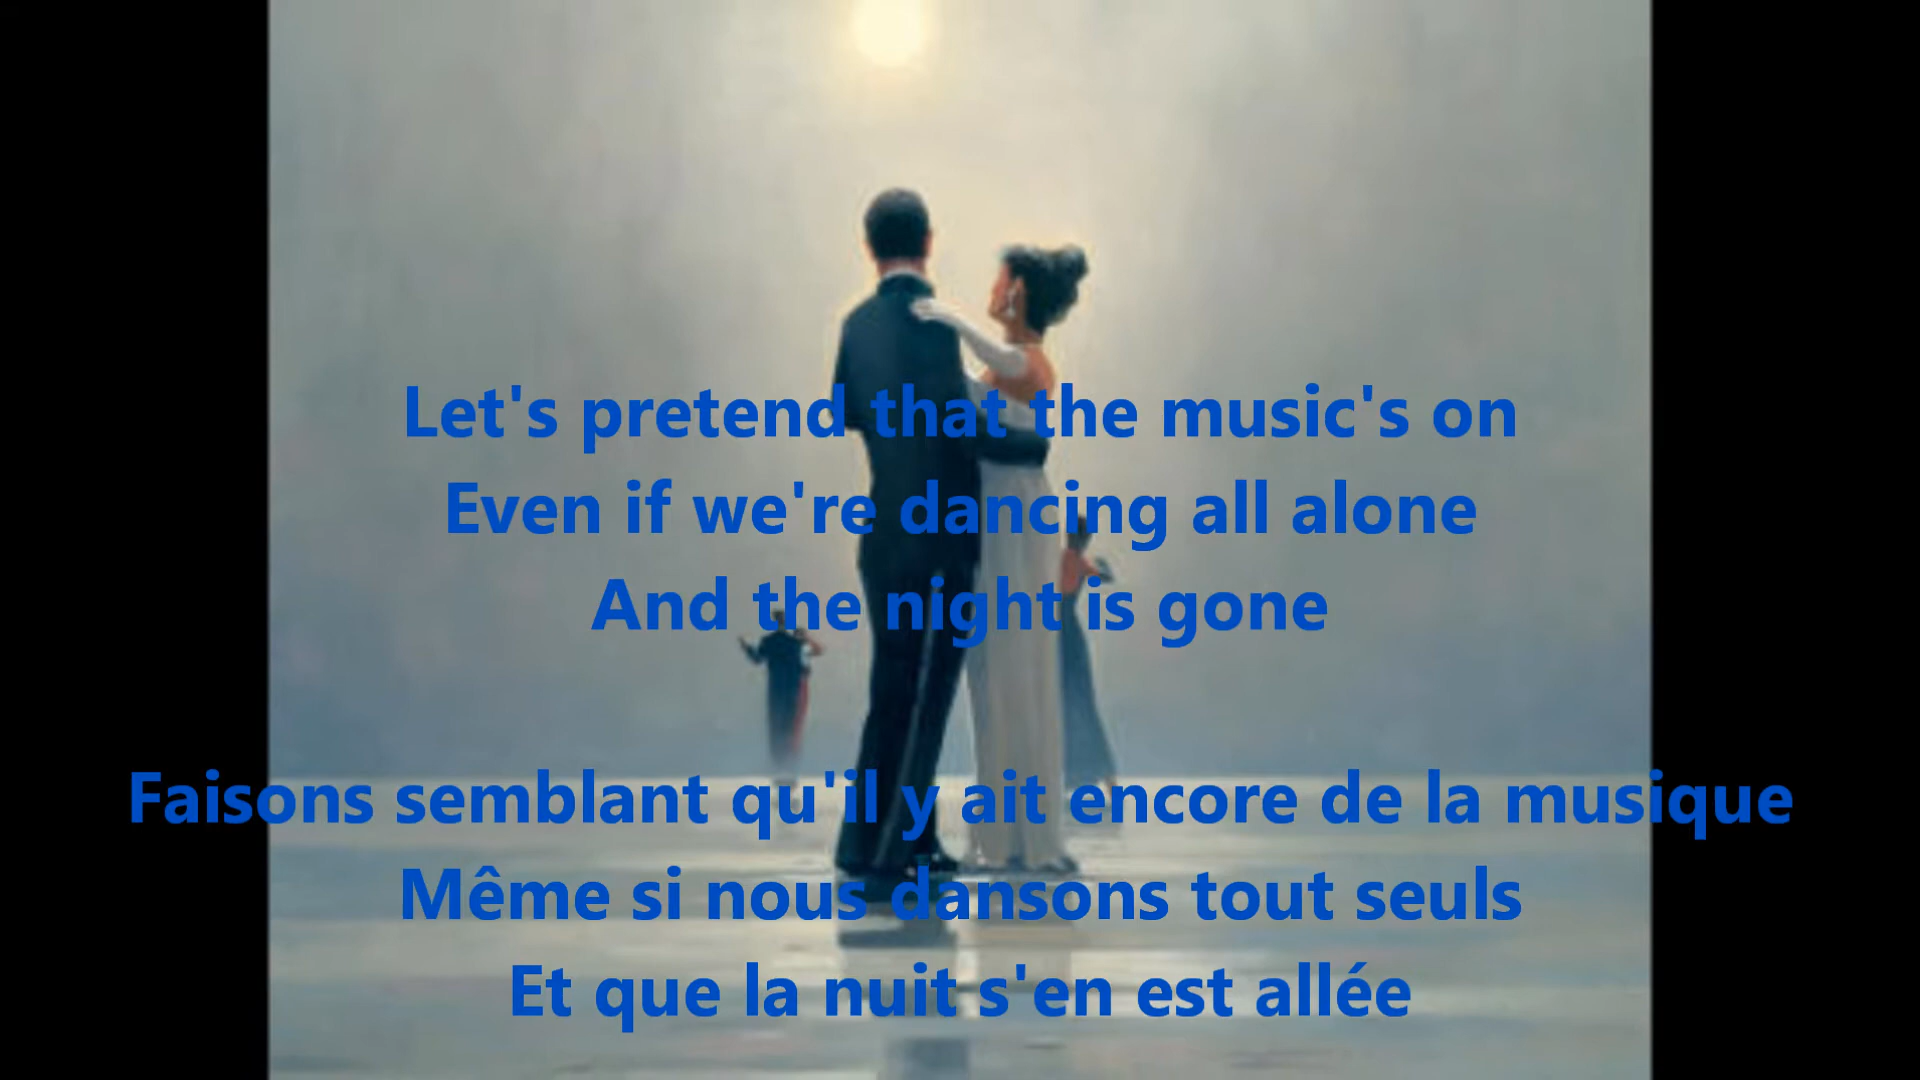 Let's pretend that the music's on
Even if we're dancing all alone
And the night is gone
Faisons semblant qu'il y ait encore de la musique
Même si nous dansons tout seuls
Et que la nuit s'en est allée